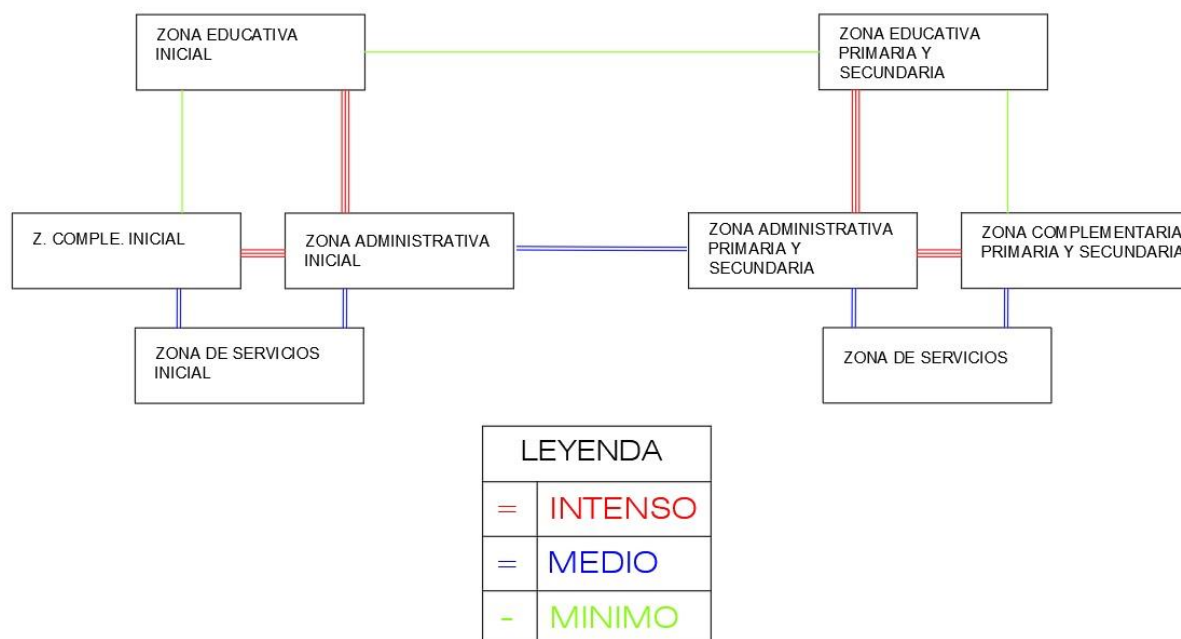 ZONA EDUCATIVA
INICIAL
ZONA EDUCATIVA
PRIMARIA Y
SECUNDARIA
Z. COMPLE. INICIAL
ZONA ADMINISTRATIVA
INICIAL
ZONA ADMINISTRATIVA
PRIMARIA Y
SECUNDARIA
ZONA COMPLEMENTARIA
PRIMARIA Y SECUNDARIA
ZONA DE SERVICIOS
INICIAL
ZONA DE SERVICIOS
LEYENDA
= INTENSO
= MEDIO
- MINIMO